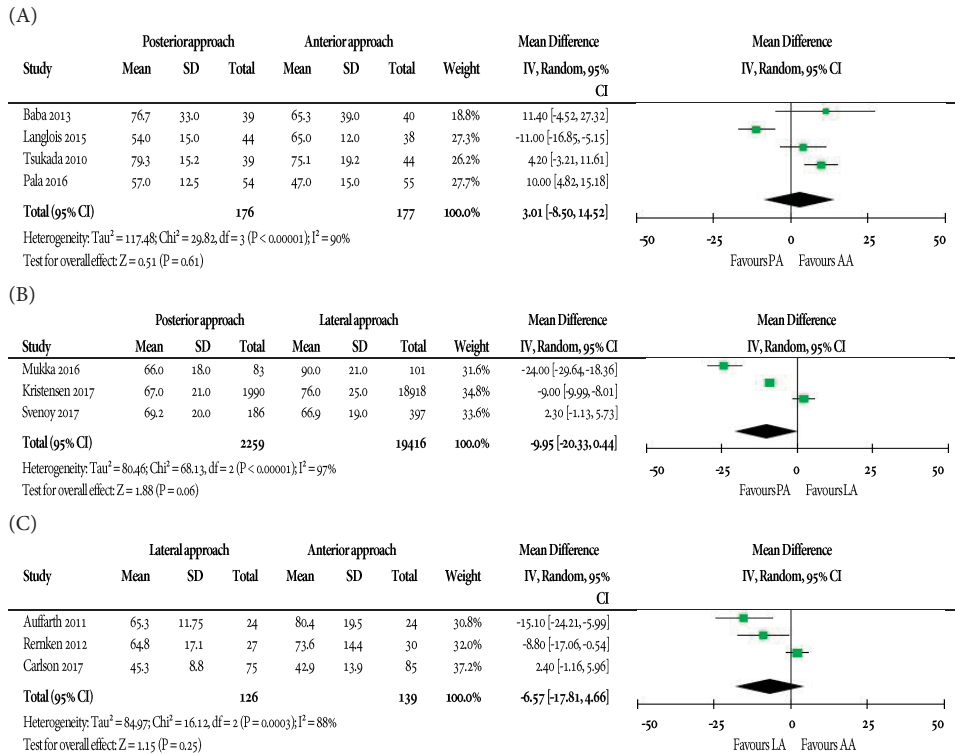 (A)
Posterior approach Anterior approach Mean Difference Mean Difference
Study Mean SD Total Mean SD Total Weight IV, Random, 95% CI IV, Random, 95% CI
Baba 2013 76.7 33.0 39 65.3 39.0 40 18.8% 11.40 [-4.52, 27.32]
Langlois 2015 54.0 15.0 44 65.0 12.0 38 27.3% -11.00 [-16.85, -5.15]
Tsukada 2010 79.3 15.2 39 75.1 19.2 44 26.2% 4.20 [-3.21, 11.61]
Pala 2016 57.0 12.5 54 47.0 15.0 55 27.7% 10.00 [4.82, 15.18]
Total (95% CI) 176 177 100.0% 3.01 [-8.50, 14.52]
Heterogeneity: Tau² = 117.48; Chi² = 29.82, df = 3 (P < 0.00001); I² = 90%
Test for overall effect: Z = 0.51 (P = 0.61)
-50 -25 0 25 50
Favours PA Favours AA
(B)
Posterior approach Lateral approach Mean Difference Mean Difference
Study Mean SD Total Mean SD Total Weight IV, Random, 95% CI IV, Random, 95% CI
Mukka 2016 66.0 18.0 83 90.0 21.0 101 31.6% -24.00 [-29.64, -18.36]
Kristensen 2017 67.0 21.0 1990 76.0 25.0 18918 34.8% -9.00 [-9.99, -8.01]
Svenoy 2017 69.2 20.0 186 66.9 19.0 397 33.6% 2.30 [-1.13, 5.73]
Total (95% CI) 2259 19416 100.0% -9.95 [-20.33, 0.44]
Heterogeneity: Tau² = 80.46; Chi² = 68.13, df = 2 (P < 0.00001); I² = 97%
Test for overall effect: Z = 1.88 (P = 0.06)
-50 -25 0 25 50
Favours PA Favours LA
(C)
Lateral approach Anterior approach Mean Difference Mean Difference
Study Mean SD Total Mean SD Total Weight IV, Random, 95% CI IV, Random, 95% CI
Auffarth 2011 65.3 11.75 24 80.4 19.5 24 30.8% -15.10 [-24.21, -5.99]
Rernken 2012 64.8 17.1 27 73.6 14.4 30 32.0% -8.80 [-17.06, -0.54]
Carlson 2017 45.3 8.8 75 42.9 13.9 85 37.2% 2.40 [-1.16, 5.96]
Total (95% CI) 126 139 100.0% -6.57 [-17.81, 4.66]
Heterogeneity: Tau² = 84.97; Chi² = 16.12, df = 2 (P = 0.0003); I² = 88%
Test for overall effect: Z = 1.15 (P = 0.25)
-50 -25 0 25 50
Favours LA Favours AA